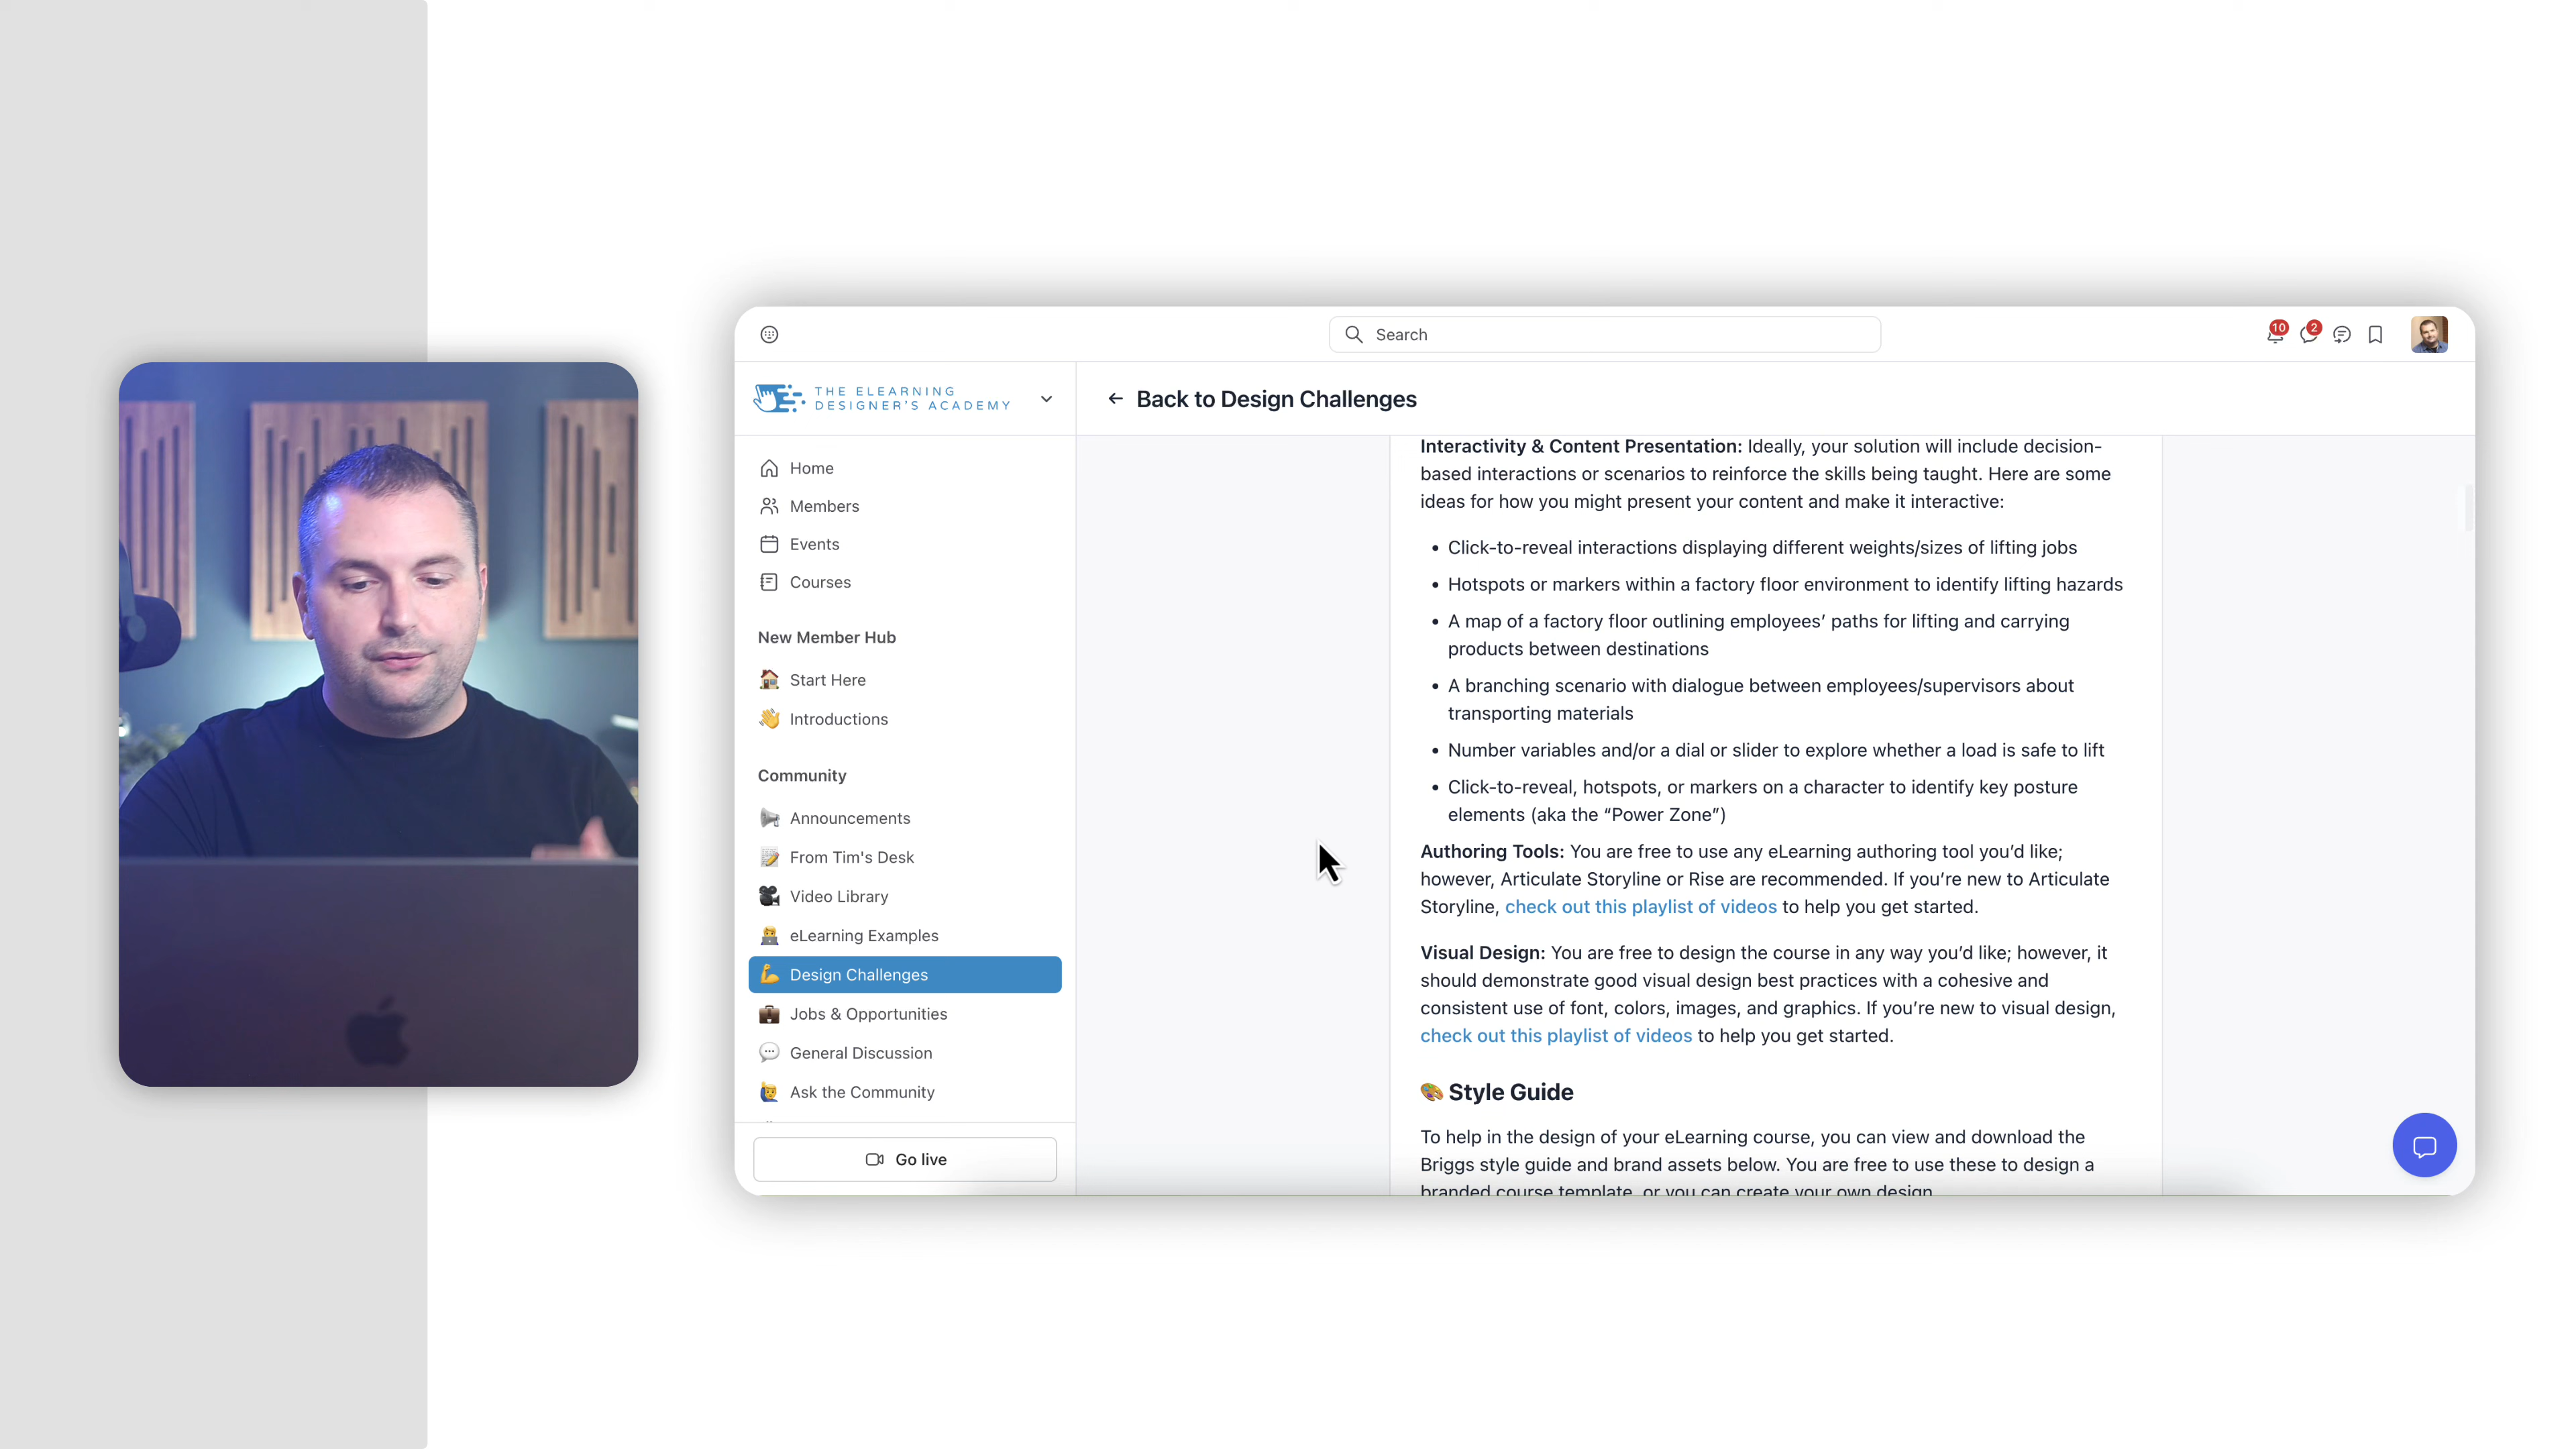 Search
10
2
THE ELEARNING
DESIGNER'S ACADEMY
Back to Design Challenges
Home
Members
Events
Courses
New Member Hub
Start Here
Introductions
Community
Announcements
From Tim's Desk
Video Library
eLearning Examples
Design Challenges
Jobs & Opportunities
General Discussion
Ask the Community
Go live
Interactivity & Content Presentation: Ideally, your solution will include decision-
based interactions or scenarios to reinforce the skills being taught. Here are some
ideas for how you might present your content and make it interactive:
• Click-to-reveal interactions displaying different weights/sizes of lifting jobs
• Hotspots or markers within a factory floor environment to identify lifting hazards
• A map of a factory floor outlining employees’ paths for lifting and carrying
products between destinations
• A branching scenario with dialogue between employees/supervisors about
transporting materials
• Number variables and/or a dial or slider to explore whether a load is safe to lift
• Click-to-reveal, hotspots, or markers on a character to identify key posture
elements (aka the “Power Zone”)
Authoring Tools: You are free to use any eLearning authoring tool you’d like;
however, Articulate Storyline or Rise are recommended. If you’re new to Articulate
Storyline, check out this playlist of videos to help you get started.
Visual Design: You are free to design the course in any way you’d like; however, it
should demonstrate good visual design best practices with a cohesive and
consistent use of font, colors, images, and graphics. If you’re new to visual design,
check out this playlist of videos to help you get started.
🎨 Style Guide
To help in the design of your eLearning course, you can view and download the
Briggs style guide and brand assets below. You are free to use these to design a
branded course template, or you can create your own design.